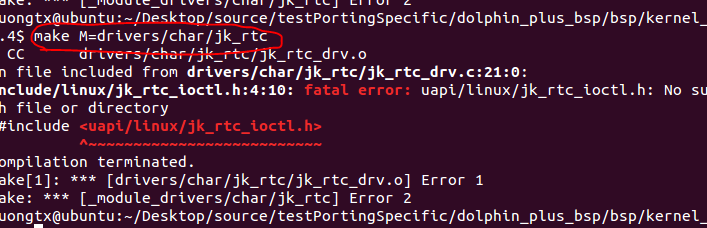 ake: *** [_module_drivers/char/jk_rtc] Error 2
uongtx@ubuntu:~/Desktop/source/testPortingSpecific/dolphin_plus_bsp/bsp/kernel_
.4$ make M=drivers/char/jk_rtc
CC drivers/char/jk_rtc/jk_rtc_drv.o
n file included from drivers/char/jk_rtc/jk_rtc_drv.c:21:0:
nclude/linux/jk_rtc_ioctl.h:4:10: fatal error: uapi/linux/jk_rtc_ioctl.h: No su
h file or directory
#include <uapi/linux/jk_rtc_ioctl.h>
^~~~~~~~~~~~~~~~~~~~~~~~~~~
ompilation terminated.
ake[1]: *** [drivers/char/jk_rtc/jk_rtc_drv.o] Error 1
ake: *** [_module_drivers/char/jk_rtc] Error 2
uongtx@ubuntu:~/Desktop/source/testPortingSpecific/dolphin_plus_bsp/bsp/kernel_